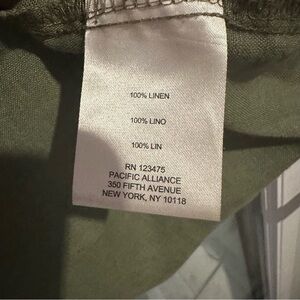 100% LINEN
100% LINO
100% LIN
RN 123475
PACIFIC ALLIANCE
350 FIFTH AVENUE
NEW YORK, NY 10118